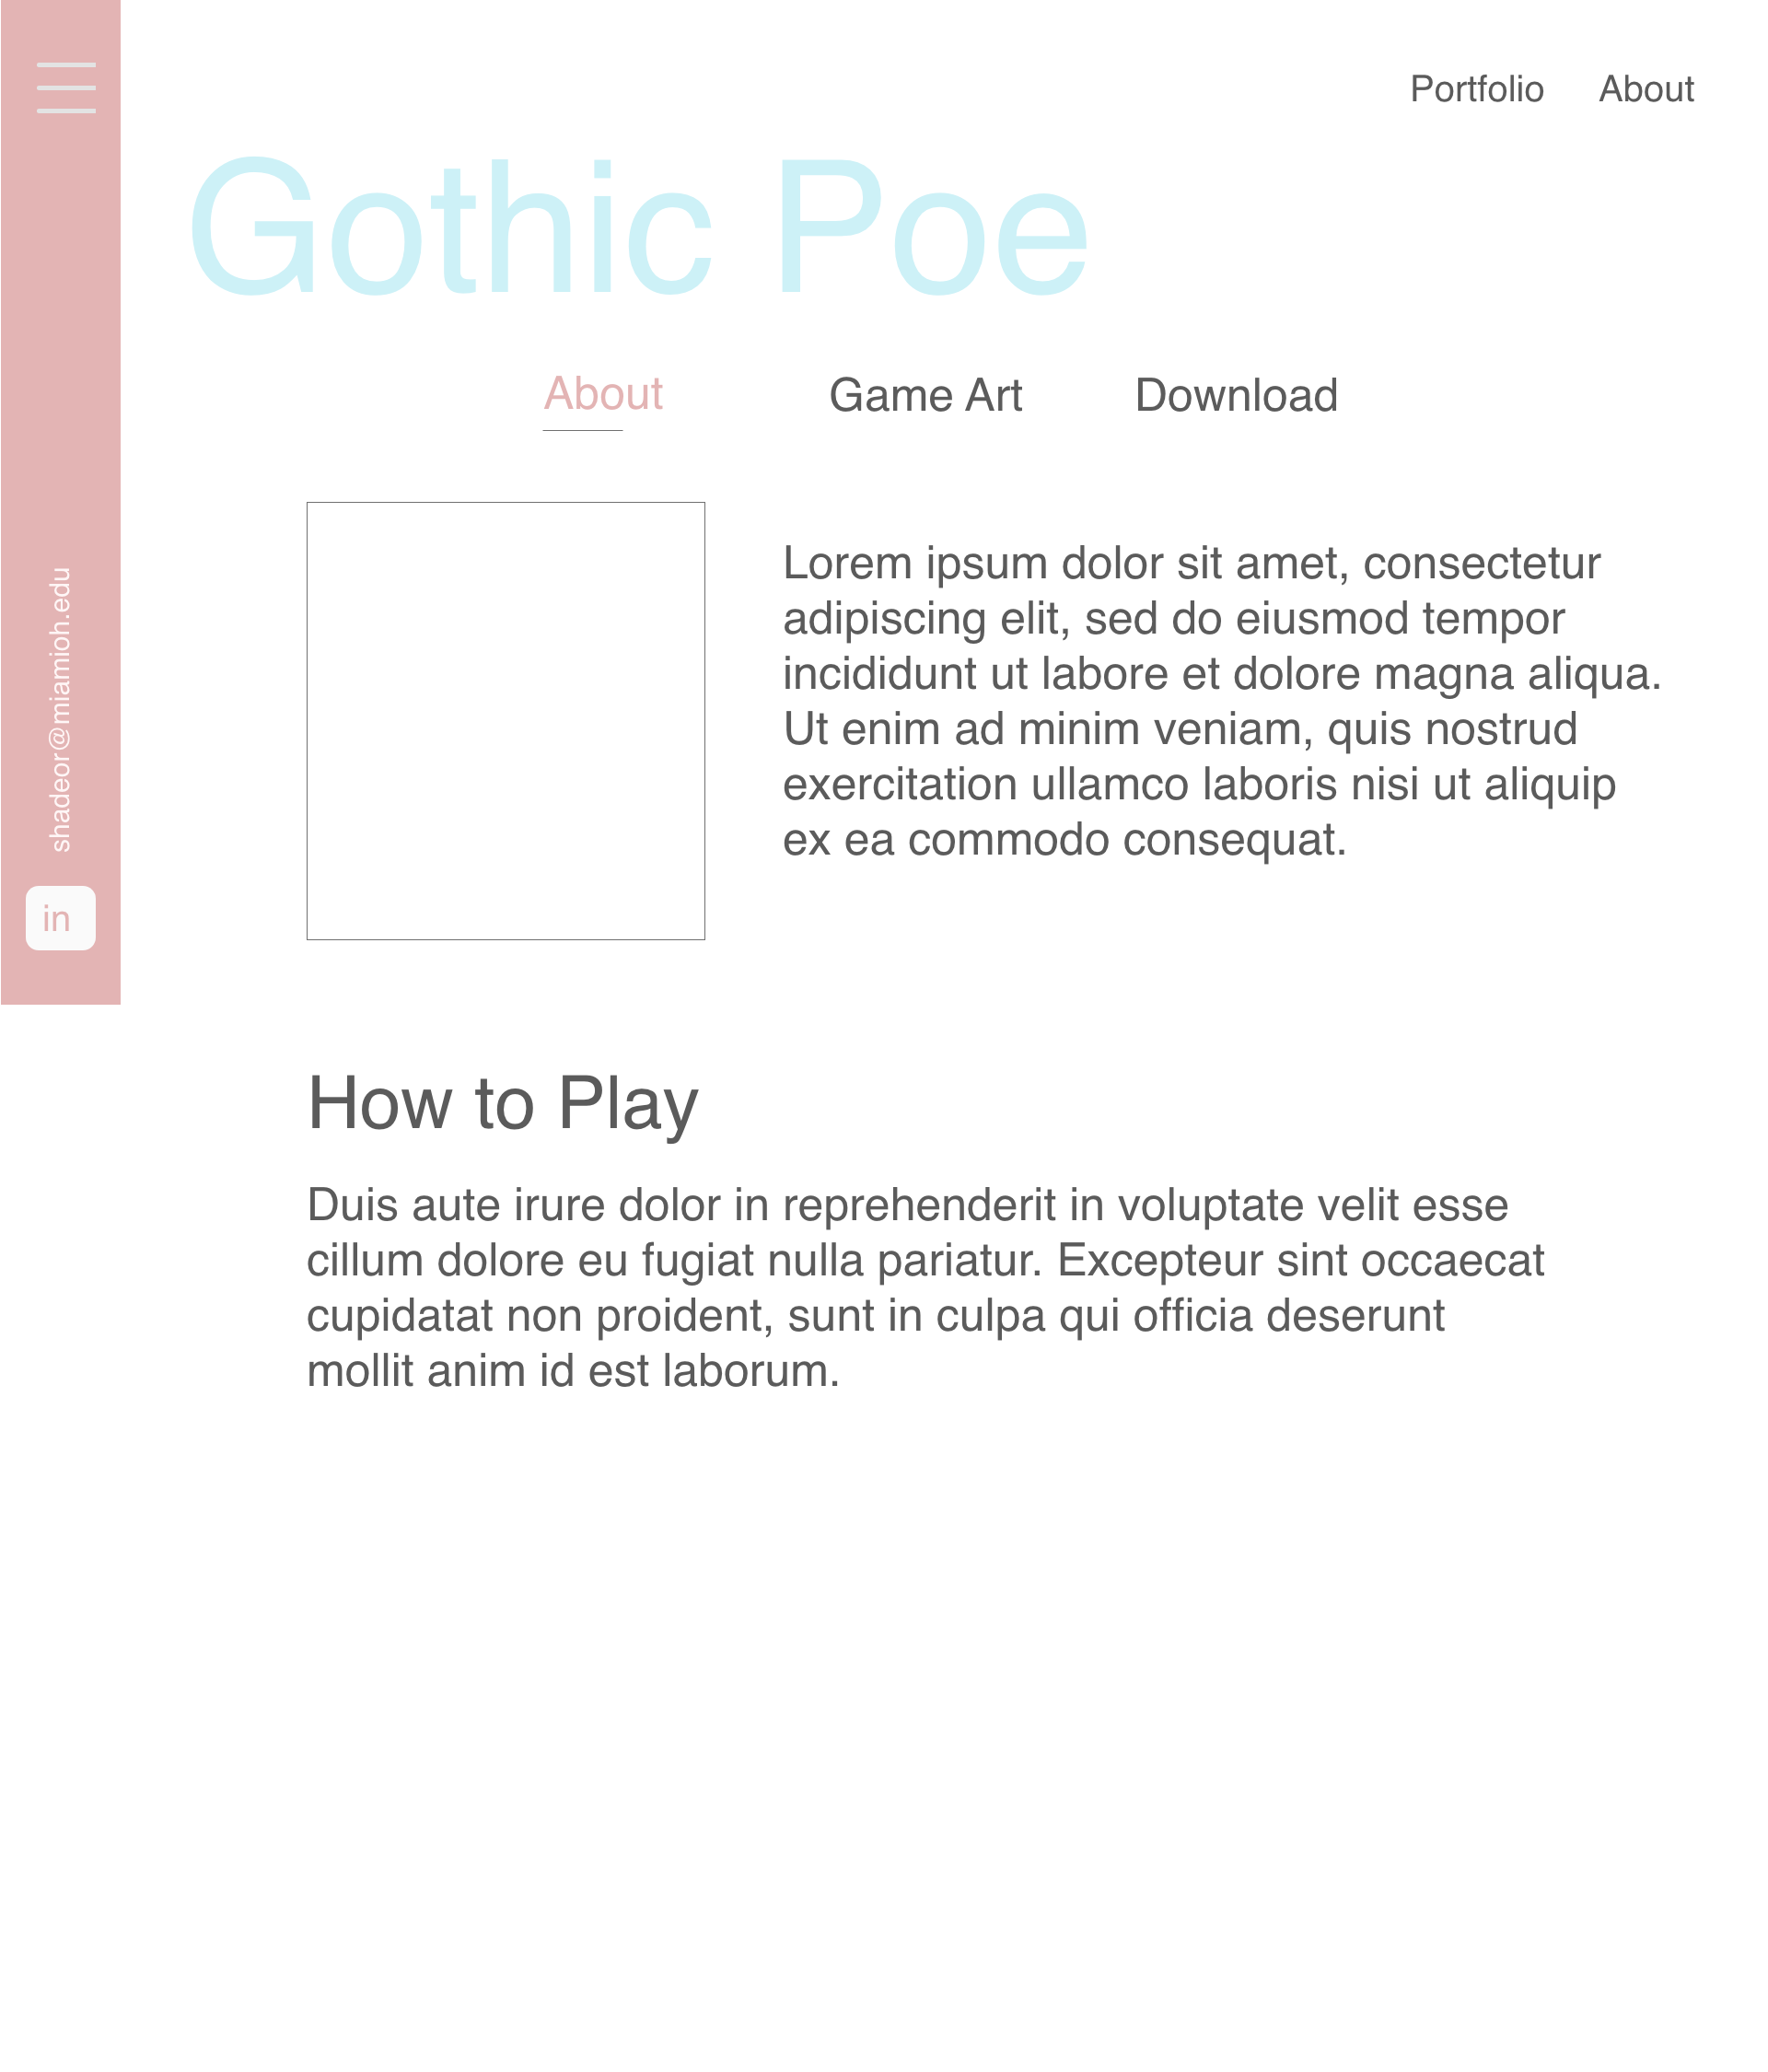 Portfolio About
Gothic Poe
About Game Art Download
Lorem ipsum dolor sit amet, consectetur
adipiscing elit, sed do eiusmod tempor
incididunt ut labore et dolore magna aliqua.
Ut enim ad minim veniam, quis nostrud
exercitation ullamco laboris nisi ut aliquip
ex ea commodo consequat.
shadeor@miamioh.edu
in
How to Play
Duis aute irure dolor in reprehenderit in voluptate velit esse
cillum dolore eu fugiat nulla pariatur. Excepteur sint occaecat
cupidatat non proident, sunt in culpa qui officia deserunt
mollit anim id est laborum.